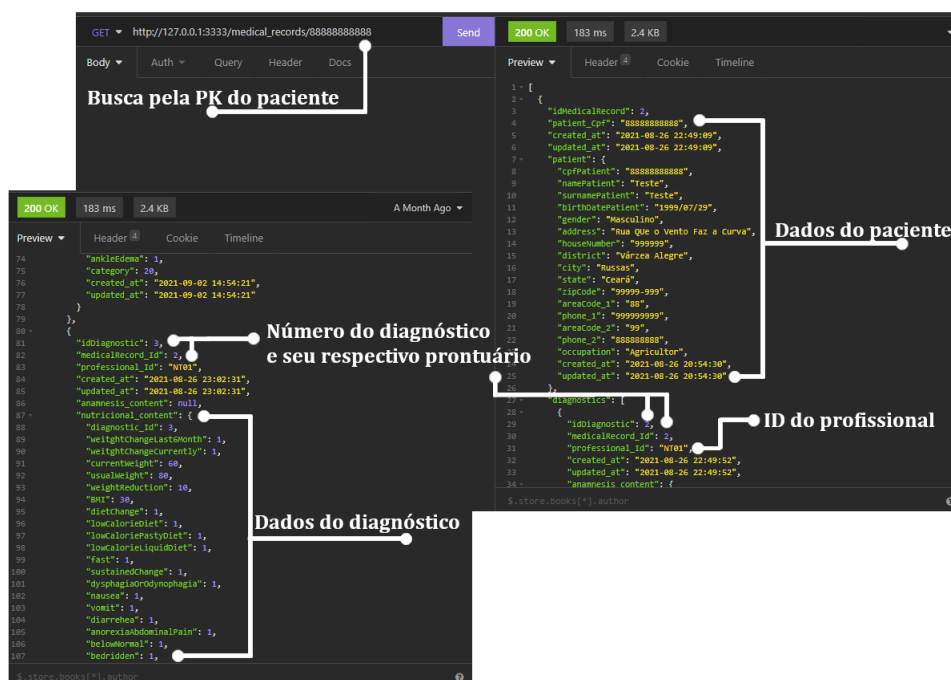 GET http://127.0.0.1:3333/medical_records/88888888888 Send
Body Auth Query Header Docs
Busca pela PK do paciente
200 OK 183 ms 2.4 KB
Preview Header 4 Cookie Timeline
1 [
2 {
3 "idMedicalRecord": 2,
4 "patient_Cpf": "88888888888",
5 "created_at": "2021-08-26 22:49:09",
6 "updated_at": "2021-08-26 22:49:09",
7 "patient": {
8 "cpfPatient": "88888888888",
9 "namePatient": "Teste",
10 "surnamePatient": "Teste",
11 "birthDatePatient": "1999/07/29",
12 "gender": "Masculino",
13 "address": "Rua QUe o Vento Faz a Curva",
14 "houseNumber": "999999",
15 "district": "Várzea Alegre",
16 "city": "Russas",
17 "state": "Ceará",
18 "zipCode": "99999-999",
19 "areaCode_1": "88",
20 "phone_1": "999999999",
21 "areaCode_2": "99",
22 "phone_2": "888888888",
23 "occupation": "Agricultor",
24 "created_at": "2021-08-26 20:54:30",
25 "updated_at": "2021-08-26 20:54:30"
26 },
27 "diagnostics": [
28 {
29 "idDiagnostic": 2,
30 "medicalRecord_Id": 2,
31 "professional_Id": "NT01",
32 "created_at": "2021-08-26 22:49:52",
33 "updated_at": "2021-08-26 22:49:52",
34 "anamnesis_content": {
$.store.books[*].author
Dados do paciente
ID do profissional
200 OK 183 ms 2.4 KB A Month Ago
Preview Header 4 Cookie Timeline
74 "ankleEdema": 1,
75 "category": 20,
76 "created_at": "2021-09-02 14:54:21",
77 "updated_at": "2021-09-02 14:54:21"
78 }
79 },
80 {
81 "idDiagnostic": 3,
82 "medicalRecord_Id": 2,
83 "professional_Id": "NT01",
84 "created_at": "2021-08-26 23:02:31",
85 "updated_at": "2021-08-26 23:02:31",
86 "anamnesis_content": null,
87 "nutricional_content": {
88 "diagnostic_Id": 3,
89 "weitghtChangeLast6Month": 1,
90 "weitghtChangeCurrently": 1,
91 "currentWeight": 60,
92 "usualWeight": 80,
93 "weightReduction": 10,
94 "BMI": 30,
95 "dietChange": 1,
96 "lowCalorieDiet": 1,
97 "lowCaloriePastyDiet": 1,
98 "lowCalorieLiquidDiet": 1,
99 "fast": 1,
100 "sustainedChange": 1,
101 "dysphagiaOrOdynophagia": 1,
102 "nausea": 1,
103 "vomit": 1,
104 "diarrehea": 1,
105 "anorexiaAbdominalPain": 1,
106 "belowNormal": 1,
107 "bedridden": 1,
$.store.books[*].author
Número do diagnóstico
e seu respectivo prontuário
Dados do diagnóstico